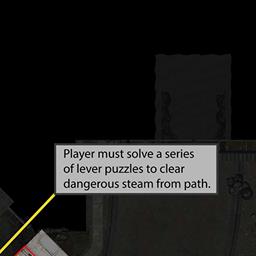 Player must solve a series
of lever puzzles to clear
dangerous steam from path.